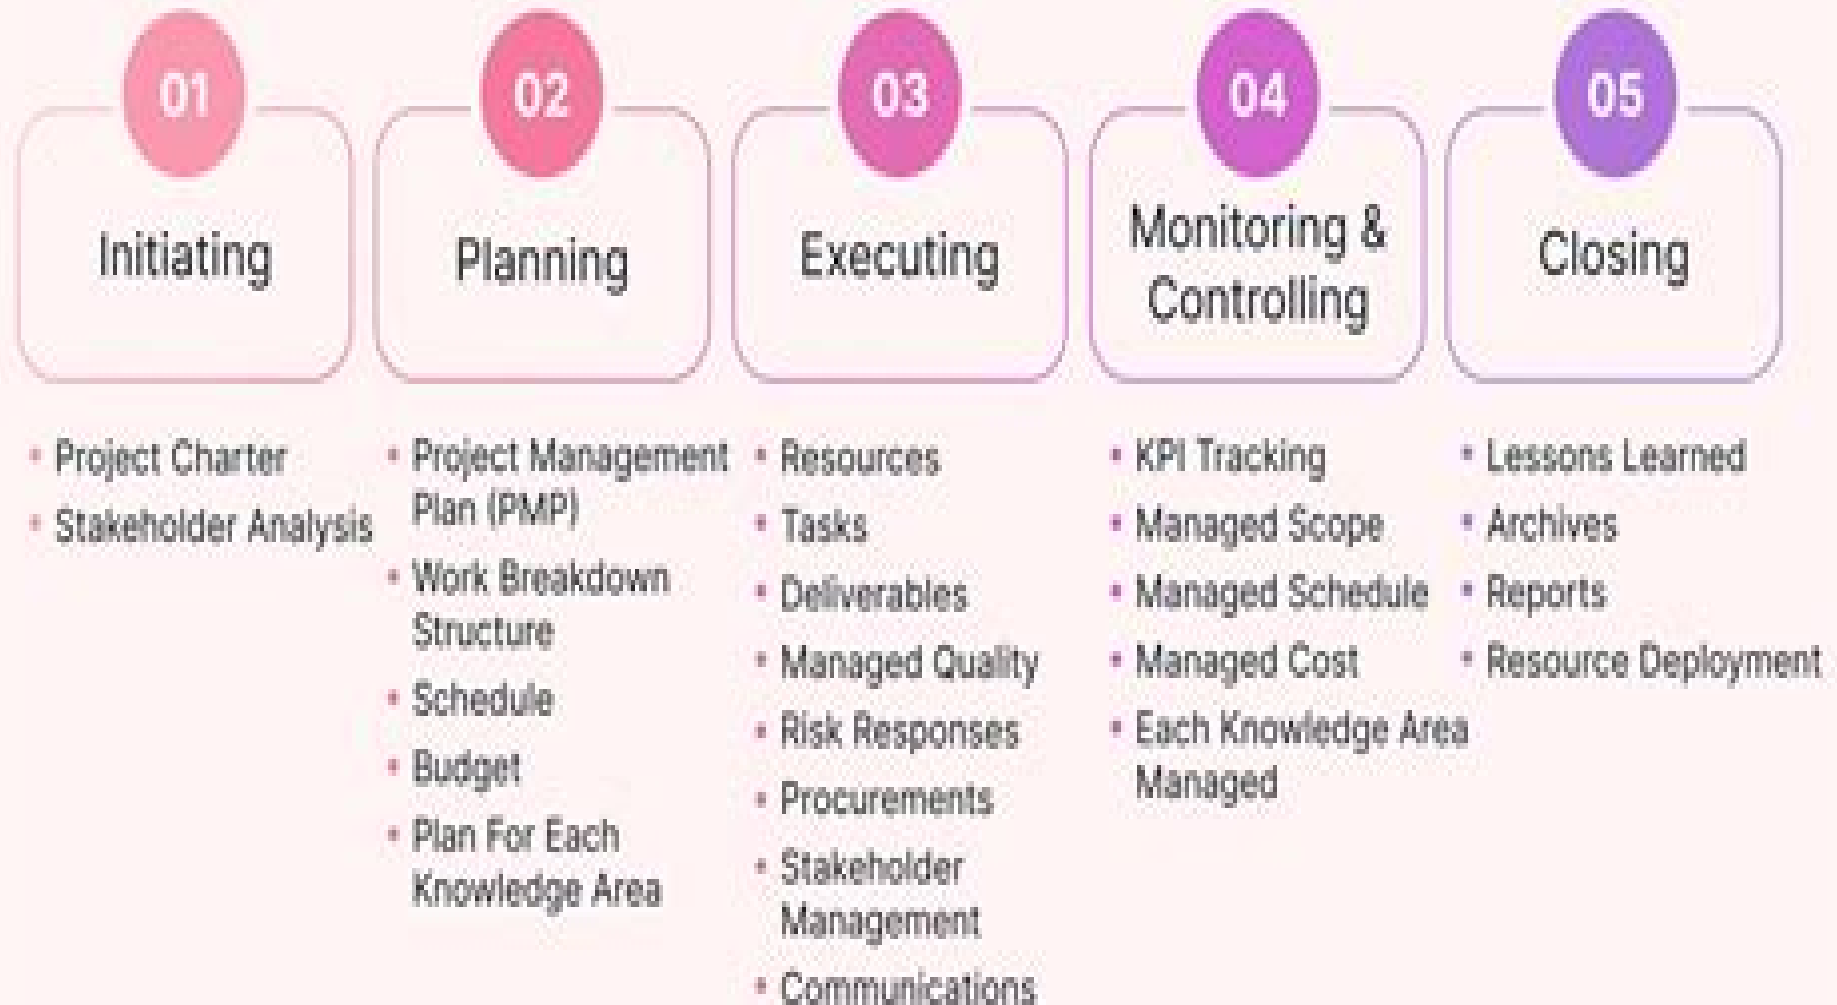 01
Initiating
• Project Charter
• Stakeholder Analysis
02
Planning
• Project Management
Plan (PMP)
• Work Breakdown
Structure
• Schedule
• Budget
• Plan For Each
Knowledge Area
03
Executing
• Resources
• Tasks
• Deliverables
• Managed Quality
• Risk Responses
• Procurements
• Stakeholder
Management
• Communications
04
Monitoring &
Controlling
• KPI Tracking
• Managed Scope
• Managed Schedule
• Managed Cost
• Each Knowledge Area
Managed
05
Closing
• Lessons Learned
• Archives
• Reports
• Resource Deployment